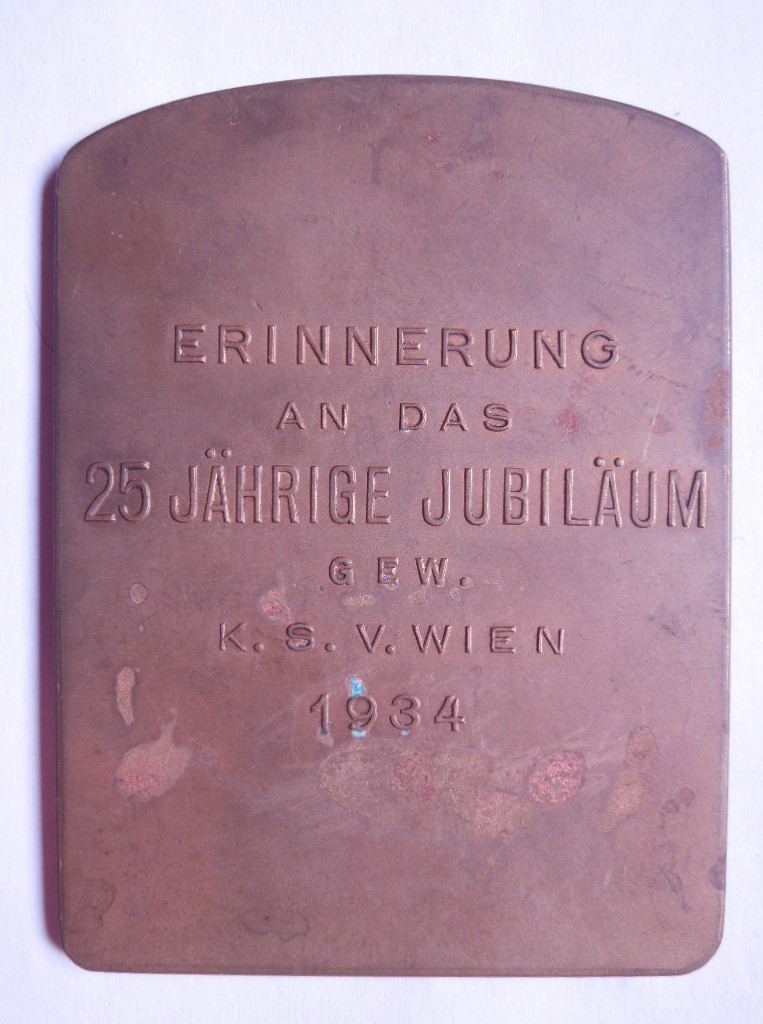 ERINNERUNG
AN DAS
25 JÄHRIGE JUBILÄUM
GEW.
K. S. V. WIEN
1934